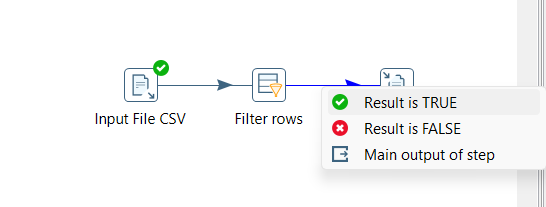 Input File CSV
Filter rows
Result is TRUE
Result is FALSE
Main output of step